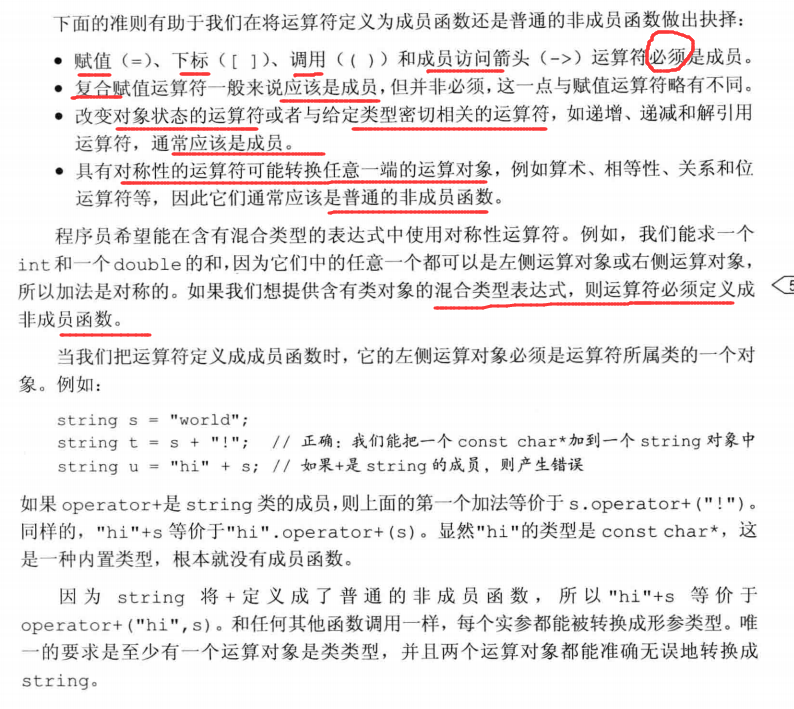 下面的准则有助于我们在将运算符定义为成员函数还是普通的非成员函数做出抉择：
• 赋值（=）、下标（[ ]）、调用（( )）和成员访问箭头（->）运算符必须是成员。
• 复合赋值运算符一般来说应该是成员，但并非必须，这一点与赋值运算符略有不同。
• 改变对象状态的运算符或者与给定类型密切相关的运算符，如递增、递减和解引用
运算符，通常应该是成员。
• 具有对称性的运算符可能转换任意一端的运算对象，例如算术、相等性、关系和位
运算符等，因此它们通常应该是普通的非成员函数。
程序员希望能在含有混合类型的表达式中使用对称性运算符。例如，我们能求一个
int和一个double的和，因为它们中的任意一个都可以是左侧运算对象或右侧运算对象，
所以加法是对称的。如果我们想提供含有类对象的混合类型表达式，则运算符必须定义成
5
非成员函数。
当我们把运算符定义成成员函数时，它的左侧运算对象必须是运算符所属类的一个对
象。例如：
string s = "world";
string t = s + "!"; // 正确：我们能把一个const char*加到一个string对象中
string u = "hi" + s; // 如果+是string的成员，则产生错误
如果operator+是string类的成员，则上面的第一个加法等价于s.operator+("!")。
同样的，"hi"+s等价于"hi".operator+(s)。显然"hi"的类型是const char*，这
是一种内置类型，根本就没有成员函数。
因为string将+定义成了普通的非成员函数，所以"hi"+s等价于
operator+("hi",s)。和任何其他函数调用一样，每个实参都能被转换成形参类型。唯
一的要求是至少有一个运算对象是类类型，并且两个运算对象都能准确无误地转换成
string。